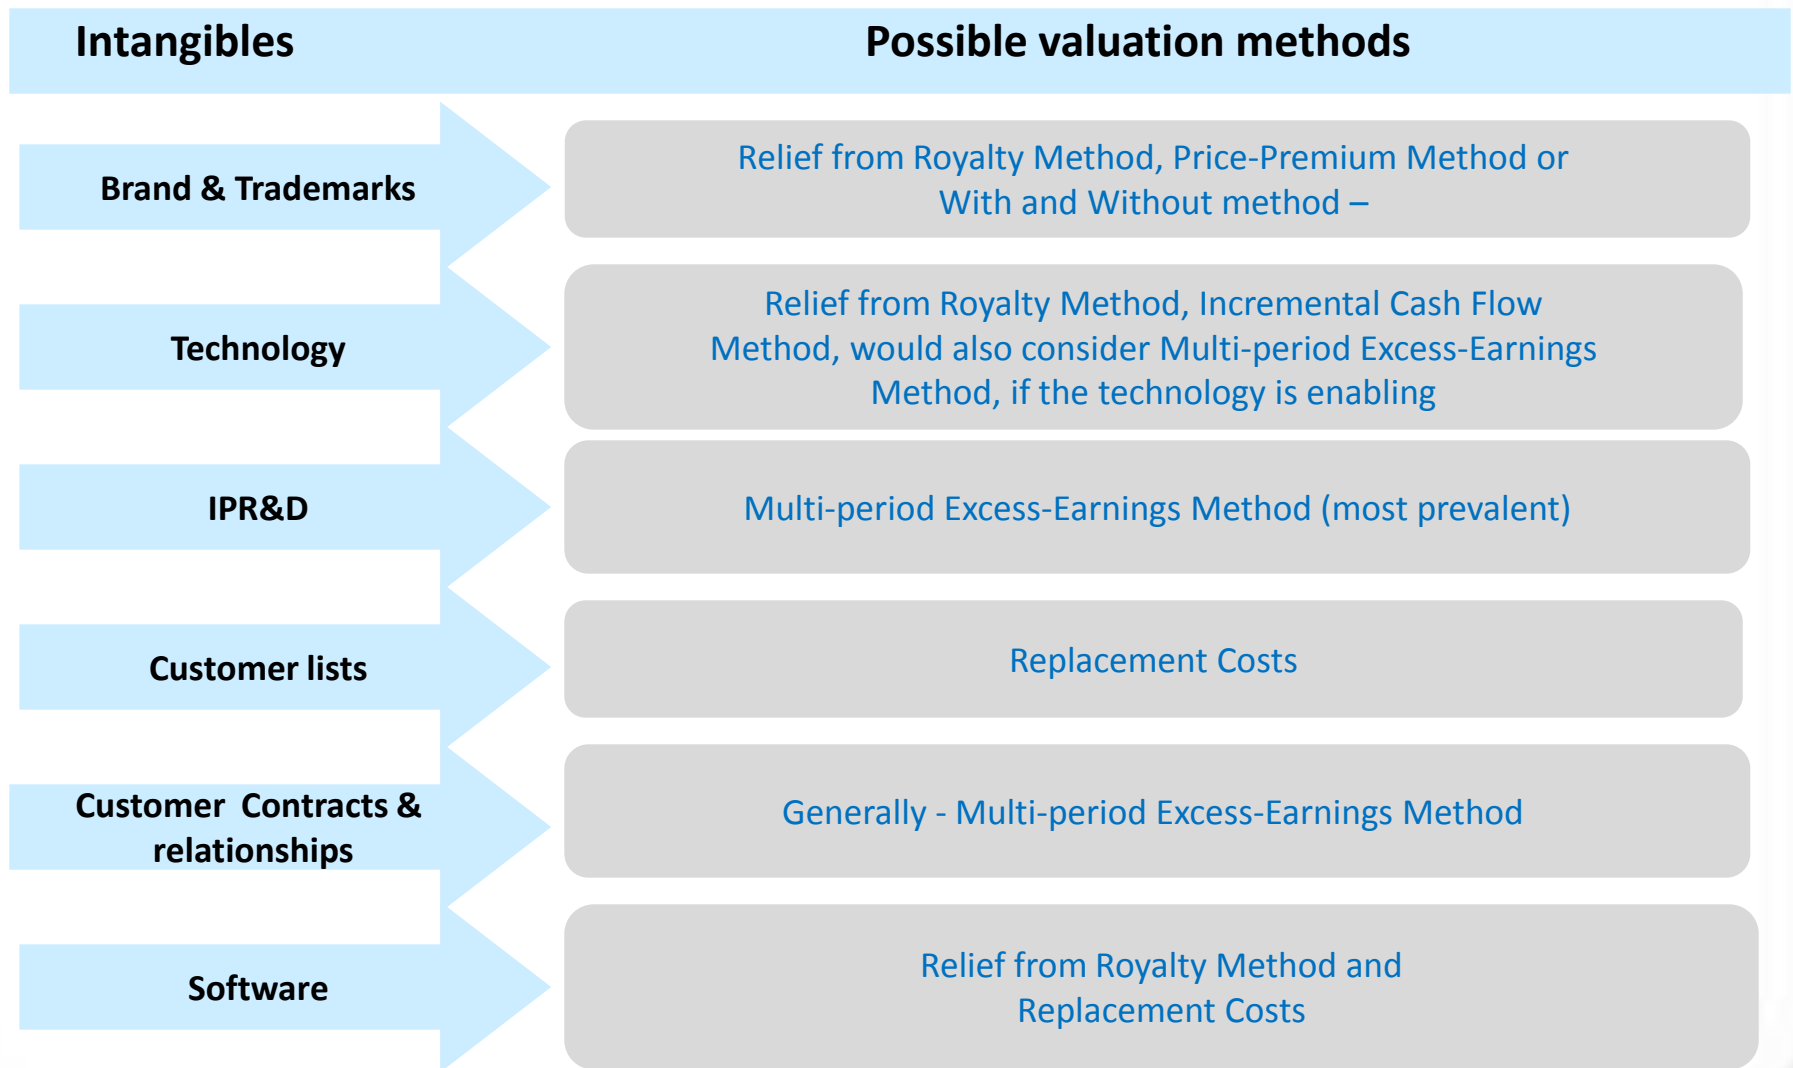 Intangibles
Possible valuation methods
Brand & Trademarks
Relief from Royalty Method, Price-Premium Method or
With and Without method –
Technology
Relief from Royalty Method, Incremental Cash Flow
Method, would also consider Multi-period Excess-Earnings
Method, if the technology is enabling
IPR&D
Multi-period Excess-Earnings Method (most prevalent)
Customer lists
Replacement Costs
Customer  Contracts &
relationships
Generally - Multi-period Excess-Earnings Method
Software
Relief from Royalty Method and
Replacement Costs